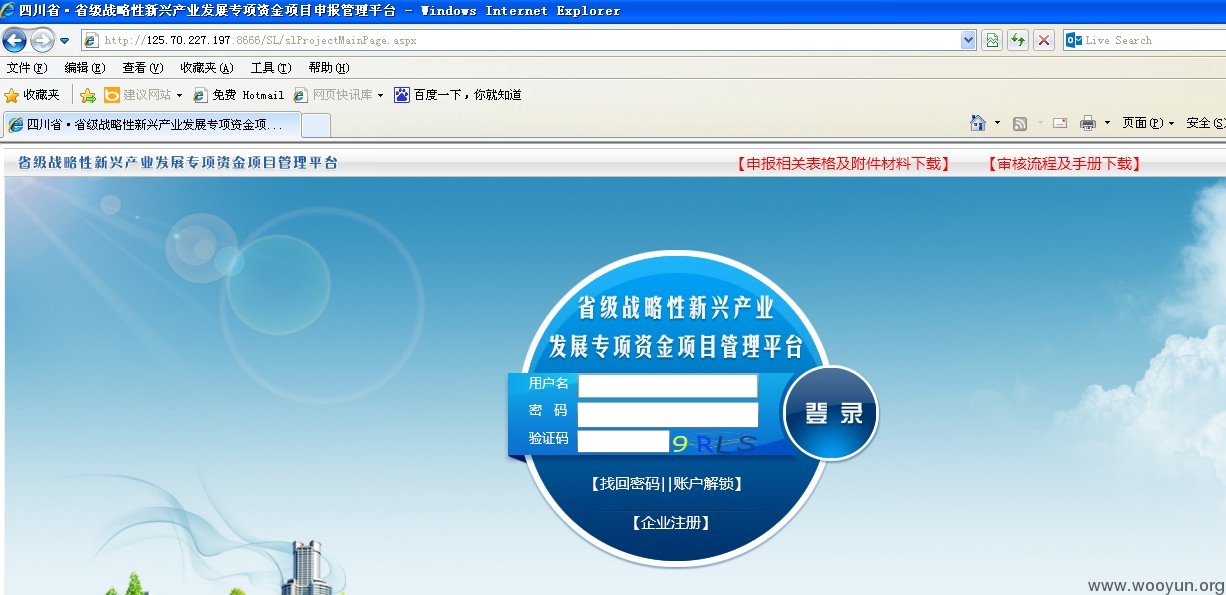 四川省·省级战略性新兴产业发展专项资金项目申报管理平台 - Windows Internet Explorer
http://125.70.227.197:8666/SL/slProjectMainPage.aspx
Live Search
文件(F) 编辑(E) 查看(V) 收藏夹(A) 工具(T) 帮助(H)
收藏夹 建议网站 免费 Hotmail 网页快讯库 百度一下，你就知道
四川省·省级战略性新兴产业发展专项资金项... 页面(P) 安全(S)
省级战略性新兴产业发展专项资金项目管理平台 【申报相关表格及附件材料下载】 【审核流程及手册下载】
省级战略性新兴产业
发展专项资金项目管理平台
用户名
密 码
登 录
验证码 9RLS
【找回密码||账户解锁】
【企业注册】
www.wooyun.org